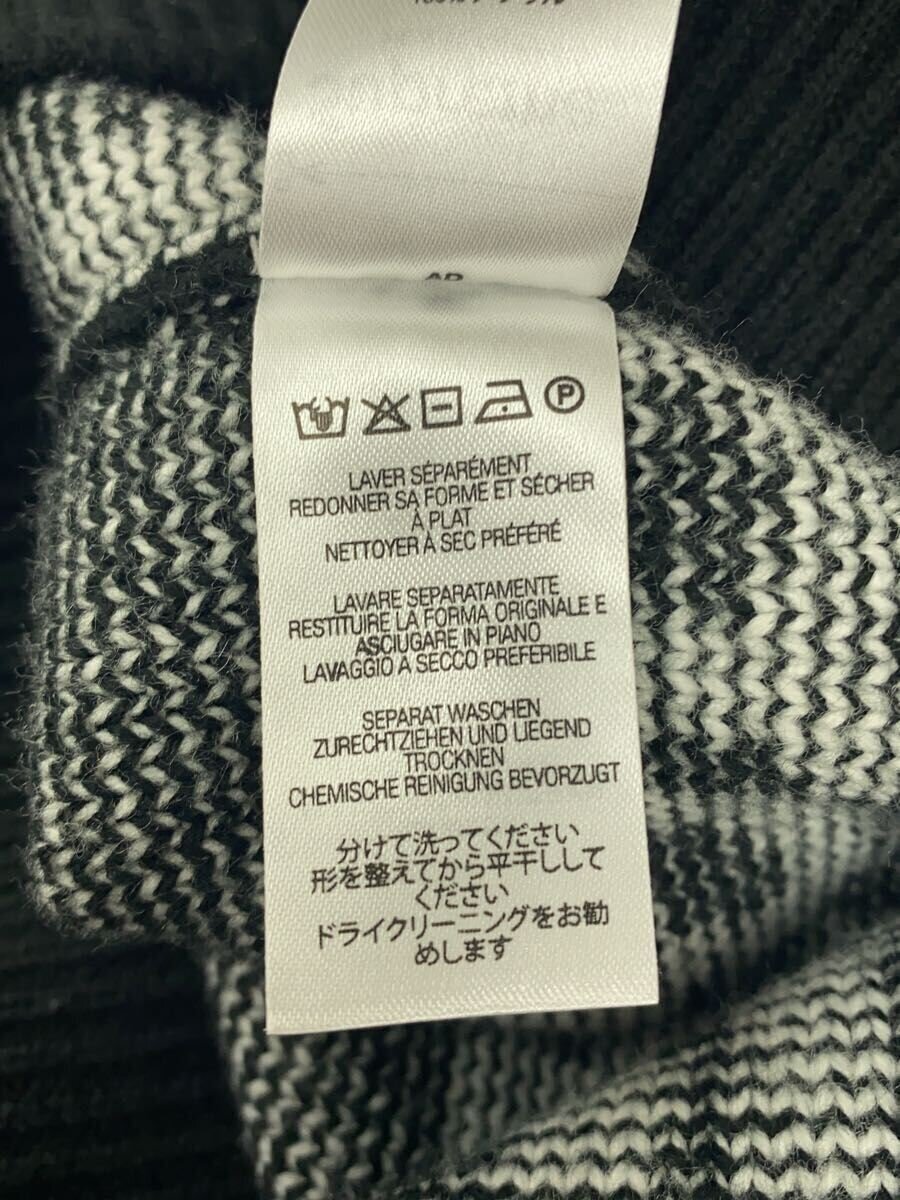 AR
P
LAVER SÉPARÉMENT
REDONNER SA FORME ET SÉCHER
À PLAT
NETTOYER À SEC PRÉFÉRÉ
LAVARE SEPARATAMENTE
RESTITUIRE LA FORMA ORIGINALE E
ASCIUGARE IN PIANO
LAVAGGIO A SECCO PREFERIBILE
SEPARAT WASCHEN
ZURECHTZIEHEN UND LIEGEND
TROCKNEN
CHEMISCHE REINIGUNG BEVORZUGT
分けて洗ってください
形を整えてから平干しして
ください
ドライクリーニングをお勧
めします